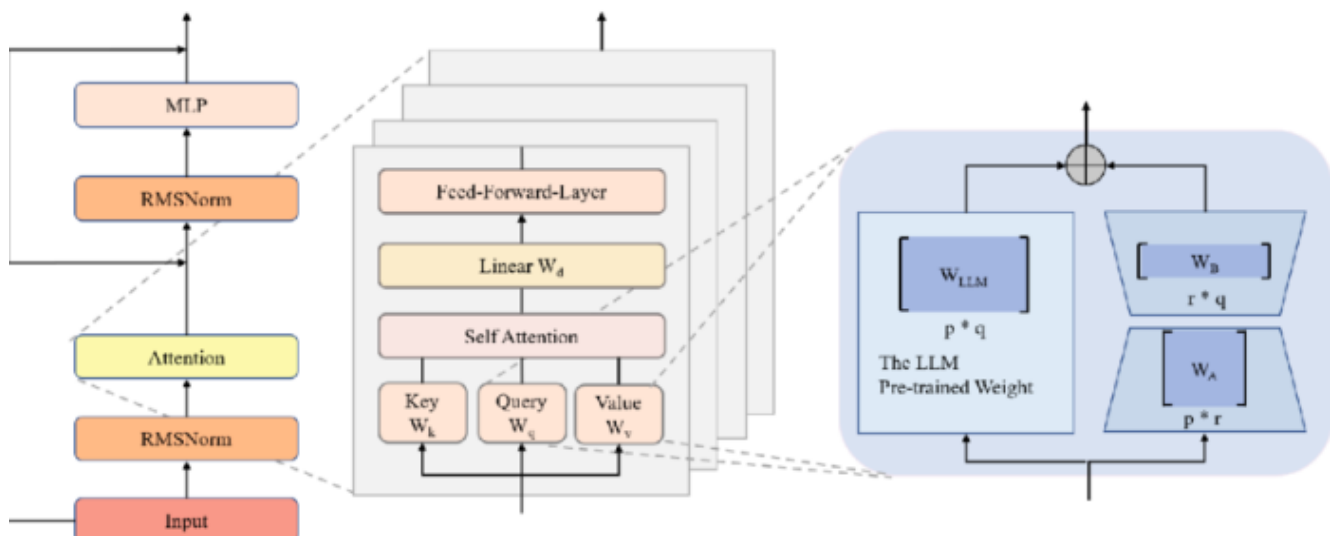 MLP
RMSNorm
Attention
RMSNorm
Input
Feed-Forward-Layer
Linear W_d
Self Attention
Key
W_k
Query
W_q
Value
W_v
W_LLM
p * q
The LLM
Pre-trained Weight
W_B
r * q
W_A
p * r